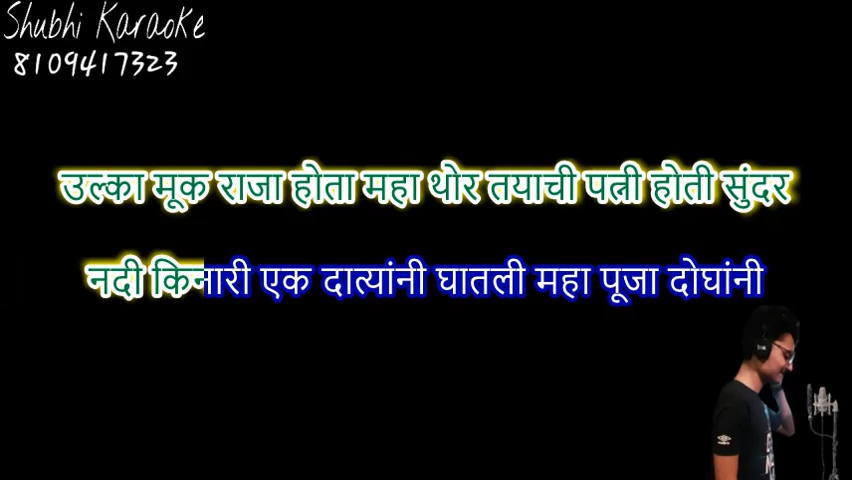 Shubhi Karaoke
8109417323
उल्का मूक राजा होता महा थोर तयाची पत्नी होती सुंदर
नदी किनारी एक दात्यांनी घातली महा पूजा दोघांनी